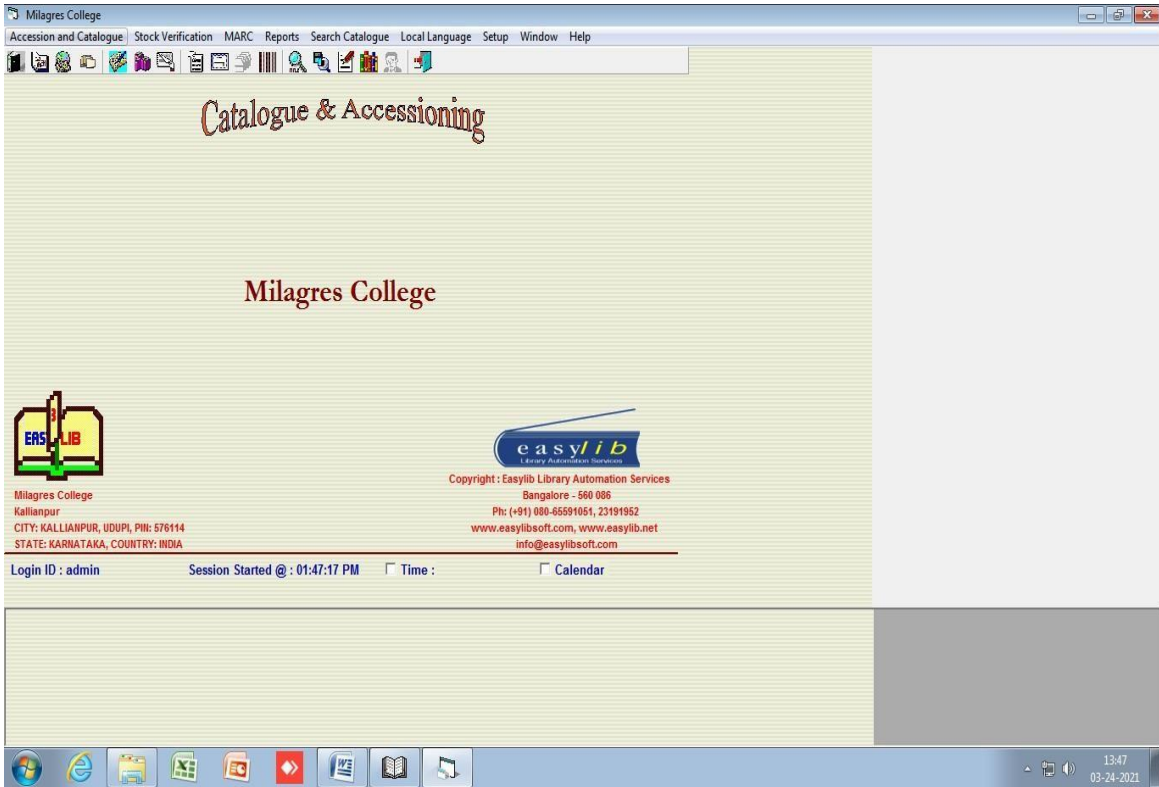 Milagres College
Accession and Catalogue Stock Verification MARC Reports Search Catalogue Local Language Setup Window Help
Catalogue & Accessioning
Milagres College
EASY LIB
easylib
Library Automation Services
Copyright : Easylib Library Automation Services
Bangalore - 560 086
Ph: (+91) 080-65591051, 23191952
www.easylibsoft.com, www.easylib.net
info@easylibsoft.com
Milagres College
Kallianpur
CITY: KALLIANPUR, UDUPI, PIN: 576114
STATE: KARNATAKA, COUNTRY: INDIA
Login ID : admin Session Started @ : 01:47:17 PM Time : Calendar
13:47
03-24-2021